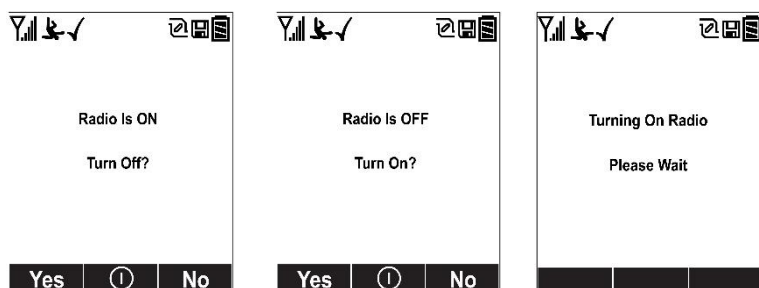 Radio Is ON
Turn Off?
Yes No
Radio Is OFF
Turn On?
Yes No
Turning On Radio
Please Wait